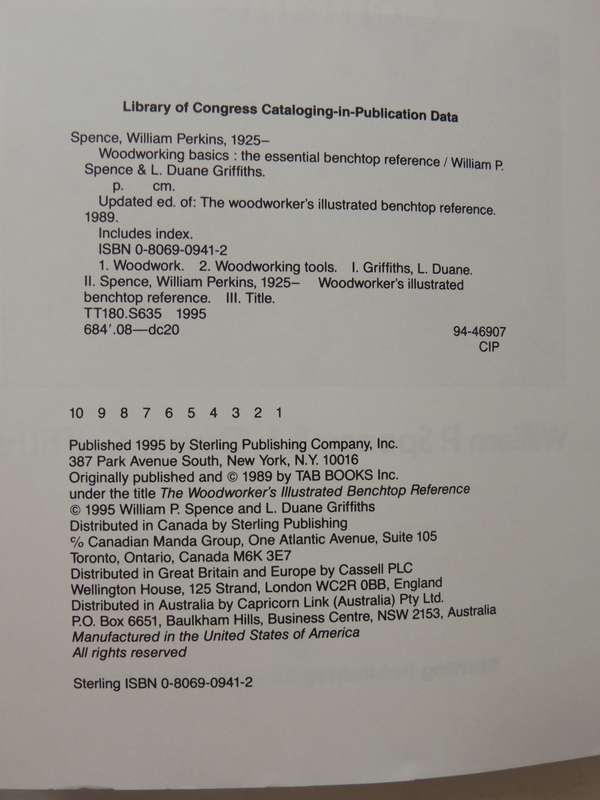 Library of Congress Cataloging-in-Publication Data
Spence, William Perkins, 1925–
Woodworking basics : the essential benchtop reference / William P.
Spence & L. Duane Griffiths.
p. cm.
Updated ed. of: The woodworker's illustrated benchtop reference.
1989.
Includes index.
ISBN 0-8069-0941-2
1. Woodwork. 2. Woodworking tools. I. Griffiths, L. Duane.
II. Spence, William Perkins, 1925– Woodworker's illustrated
benchtop reference. III. Title.
TT180.S635 1995
684′.08—dc20 94-46907
CIP
10 9 8 7 6 5 4 3 2 1
Published 1995 by Sterling Publishing Company, Inc.
387 Park Avenue South, New York, N.Y. 10016
Originally published and © 1989 by TAB BOOKS Inc.
under the title The Woodworker's Illustrated Benchtop Reference
© 1995 William P. Spence and L. Duane Griffiths
Distributed in Canada by Sterling Publishing
℅ Canadian Manda Group, One Atlantic Avenue, Suite 105
Toronto, Ontario, Canada M6K 3E7
Distributed in Great Britain and Europe by Cassell PLC
Wellington House, 125 Strand, London WC2R 0BB, England
Distributed in Australia by Capricorn Link (Australia) Pty Ltd.
P.O. Box 6651, Baulkham Hills, Business Centre, NSW 2153, Australia
Manufactured in the United States of America
All rights reserved
Sterling ISBN 0-8069-0941-2